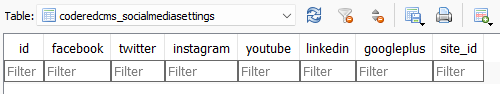 Table: coderedcms_socialmediasettings
id facebook twitter instagram youtube linkedin googleplus site_id
Filter Filter Filter Filter Filter Filter Filter Filter